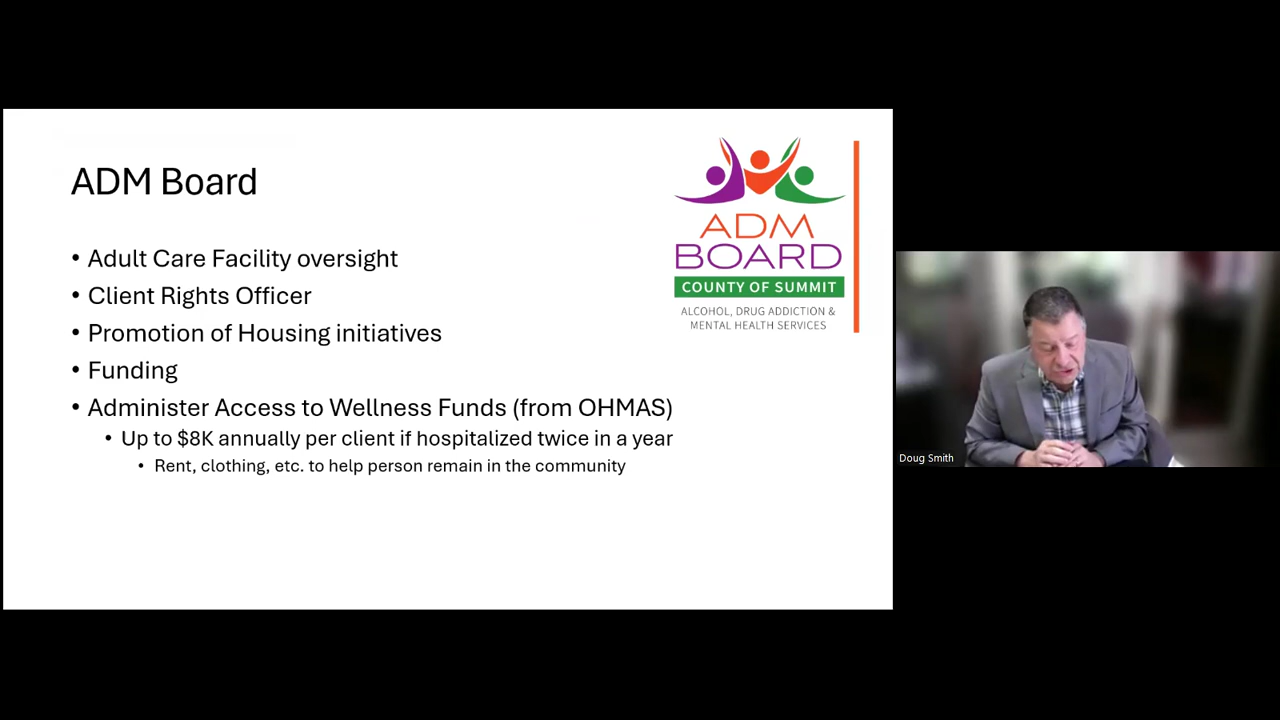 ADM Board
• Adult Care Facility oversight
• Client Rights Officer
• Promotion of Housing initiatives
• Funding
• Administer Access to Wellness Funds (from OHMAS)
• Up to $8K annually per client if hospitalized twice in a year
• Rent, clothing, etc. to help person remain in the community
ADM
BOARD
COUNTY OF SUMMIT
ALCOHOL, DRUG ADDICTION &
MENTAL HEALTH SERVICES
Doug Smith